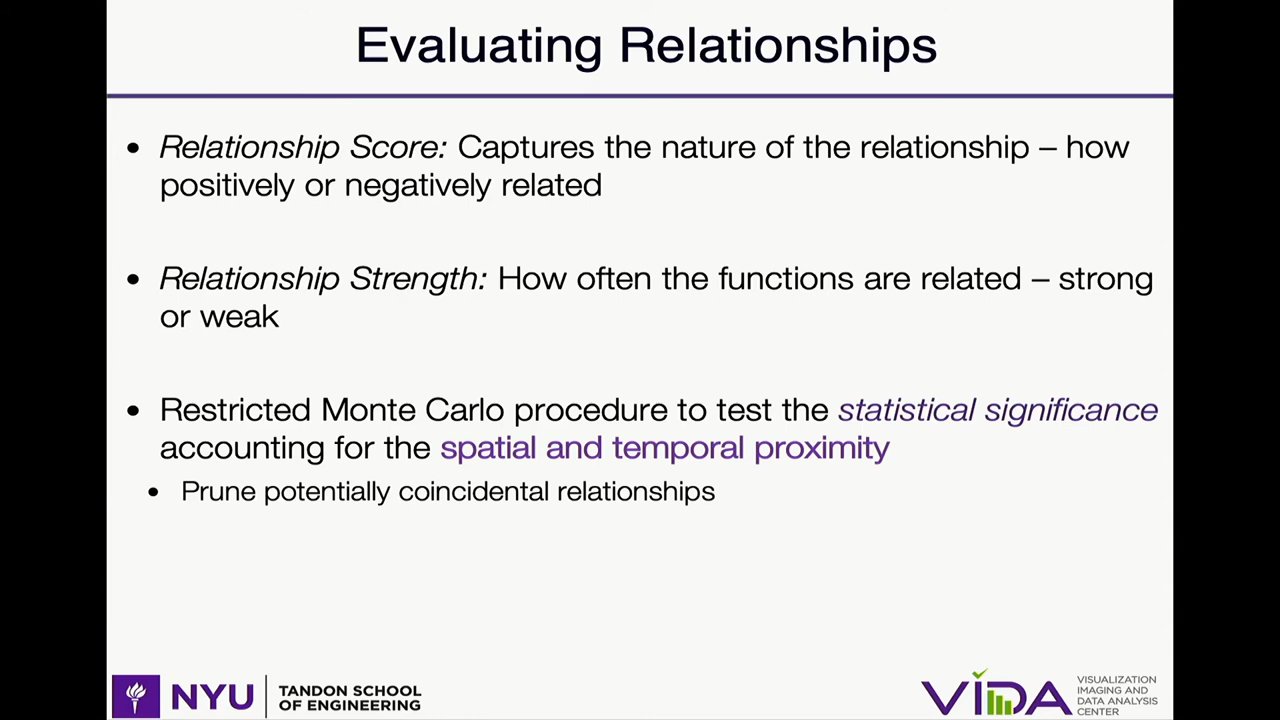 Evaluating Relationships
• Relationship Score: Captures the nature of the relationship – how
positively or negatively related
• Relationship Strength: How often the functions are related – strong
or weak
• Restricted Monte Carlo procedure to test the statistical significance
accounting for the spatial and temporal proximity
• Prune potentially coincidental relationships
NYU
TANDON SCHOOL
OF ENGINEERING
VIDA
VISUALIZATION
IMAGING AND
DATA ANALYSIS
CENTER